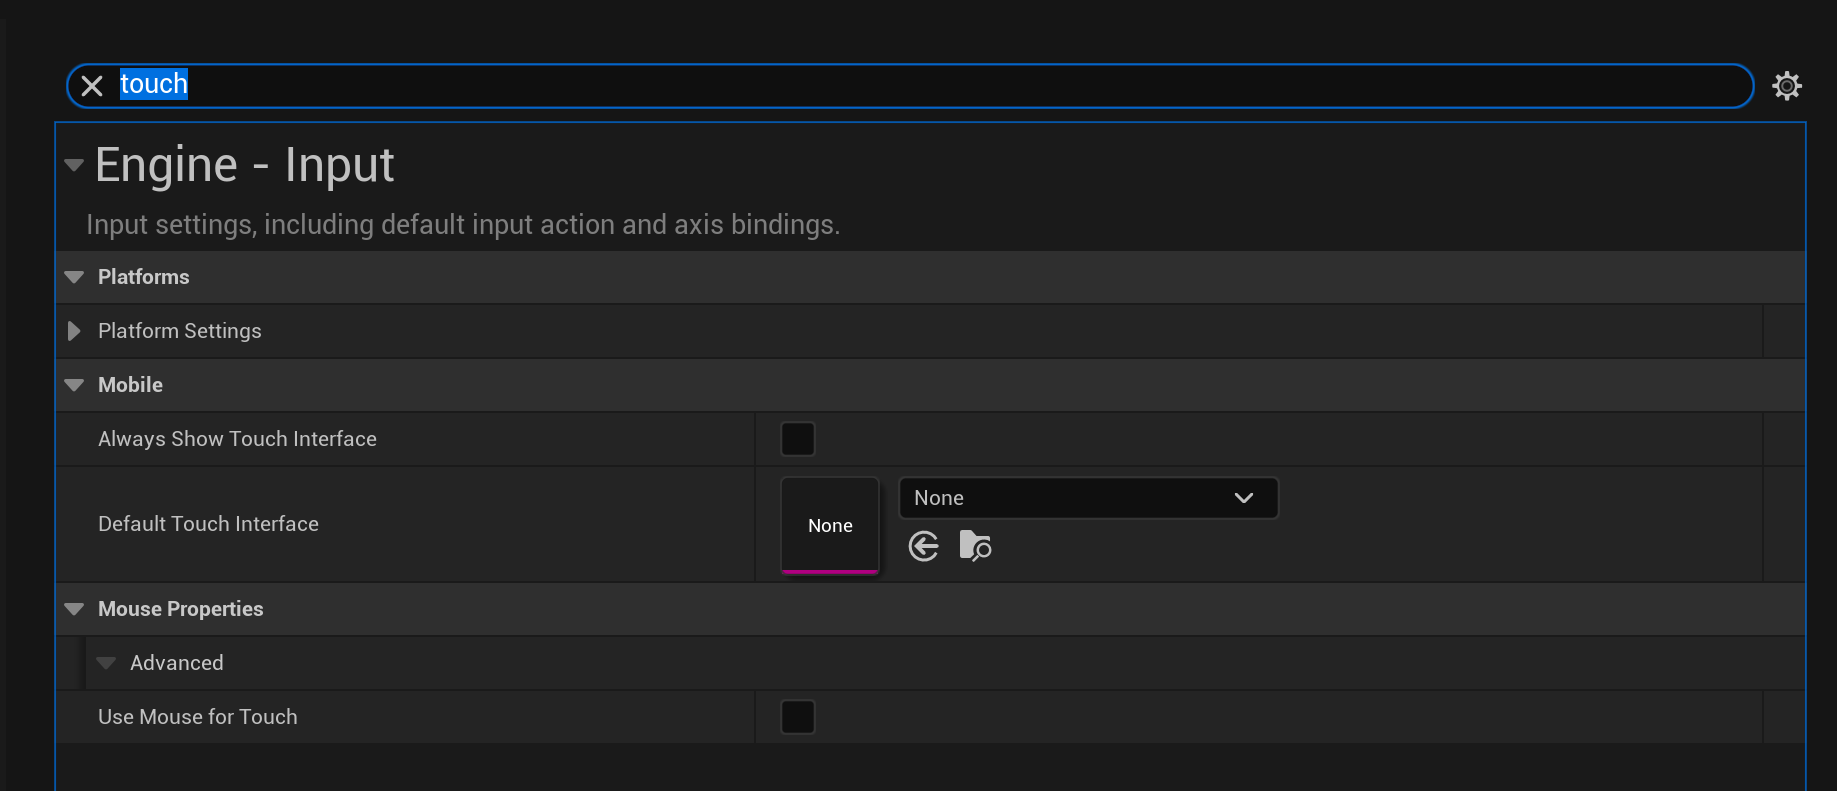 touch
Engine - Input
Input settings, including default input action and axis bindings.
Platforms
Platform Settings
Mobile
Always Show Touch Interface
Default Touch Interface
None
None
Mouse Properties
Advanced
Use Mouse for Touch